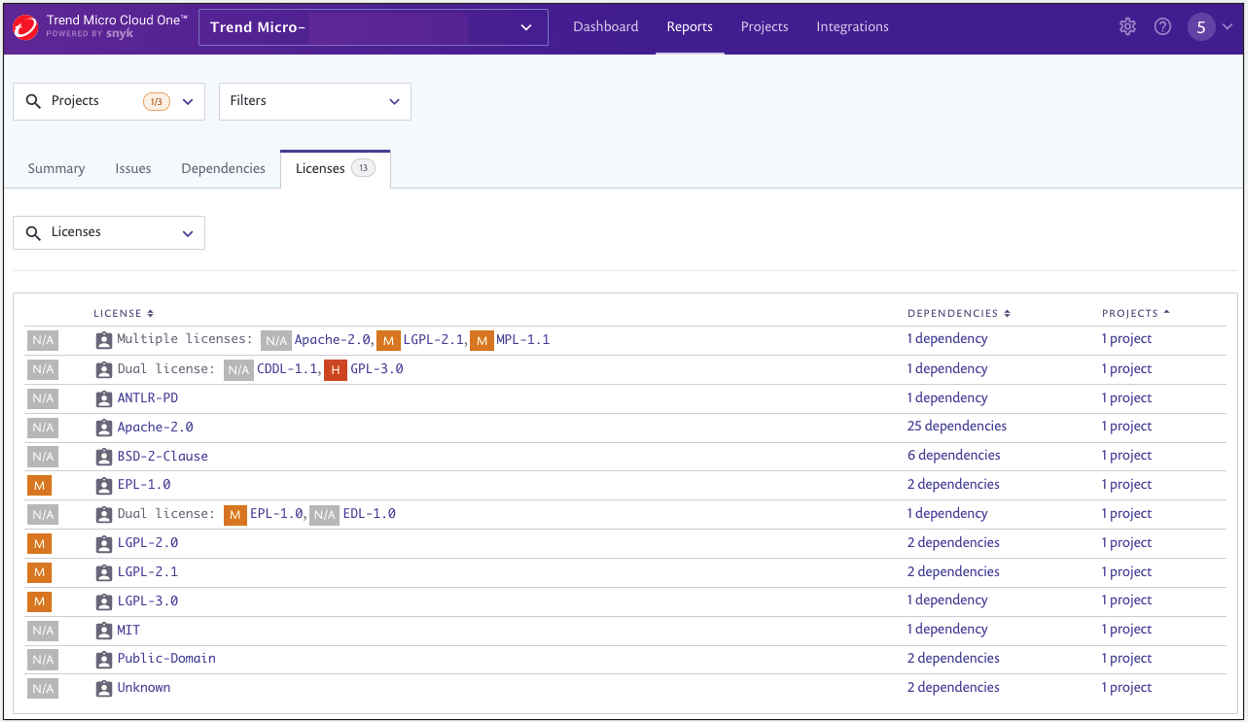 Trend Micro Cloud One™
POWERED BY snyk
Trend Micro-
Dashboard Reports Projects Integrations 5
Projects 1/3 Filters
Summary Issues Dependencies Licenses 13
Licenses
LICENSE DEPENDENCIES PROJECTS
N/A Multiple licenses: N/A Apache-2.0, M LGPL-2.1, M MPL-1.1 1 dependency 1 project
N/A Dual license: N/A CDDL-1.1, H GPL-3.0 1 dependency 1 project
N/A ANTLR-PD 1 dependency 1 project
N/A Apache-2.0 25 dependencies 1 project
N/A BSD-2-Clause 6 dependencies 1 project
M EPL-1.0 2 dependencies 1 project
N/A Dual license: M EPL-1.0, N/A EDL-1.0 1 dependency 1 project
M LGPL-2.0 2 dependencies 1 project
M LGPL-2.1 2 dependencies 1 project
M LGPL-3.0 1 dependency 1 project
N/A MIT 1 dependency 1 project
N/A Public-Domain 2 dependencies 1 project
N/A Unknown 2 dependencies 1 project